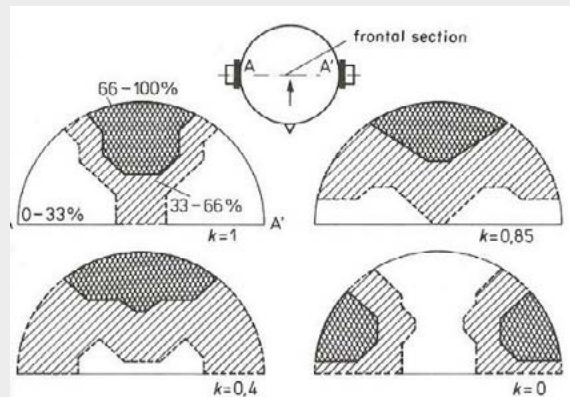 frontal section
A A'
66-100%
0-33%
33-66%
k=1
A'
k=0,85
k=0,4
k=0